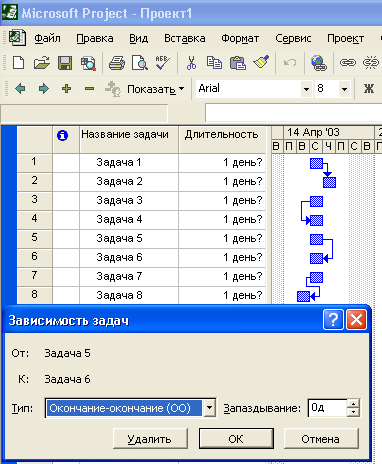 Microsoft Project - Проект1
Файл Правка Вид Вставка Формат Сервис Проект
Показать Arial 8 Ж
Название задачи Длительность 14 Апр '03 2
В П В С Ч П С В П В
1 Задача 1 1 день?
2 Задача 2 1 день?
3 Задача 3 1 день?
4 Задача 4 1 день?
5 Задача 5 1 день?
6 Задача 6 1 день?
7 Задача 7 1 день?
8 Задача 8 1 день?
Зависимость задач
От: Задача 5
К: Задача 6
Тип: Окончание-окончание (ОО) Запаздывание: 0д
Удалить ОК Отмена